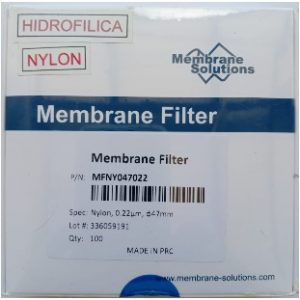 HIDROFILICA
NYLON
Membrane
Solutions
Membrane Filter
Membrane Filter
P/N: MFNY047022
Spec: Nylon, 0.22μm, ф47mm
Lot #: 336059191
Qty: 100
MADE IN PRC
www.membrane-solutions.com